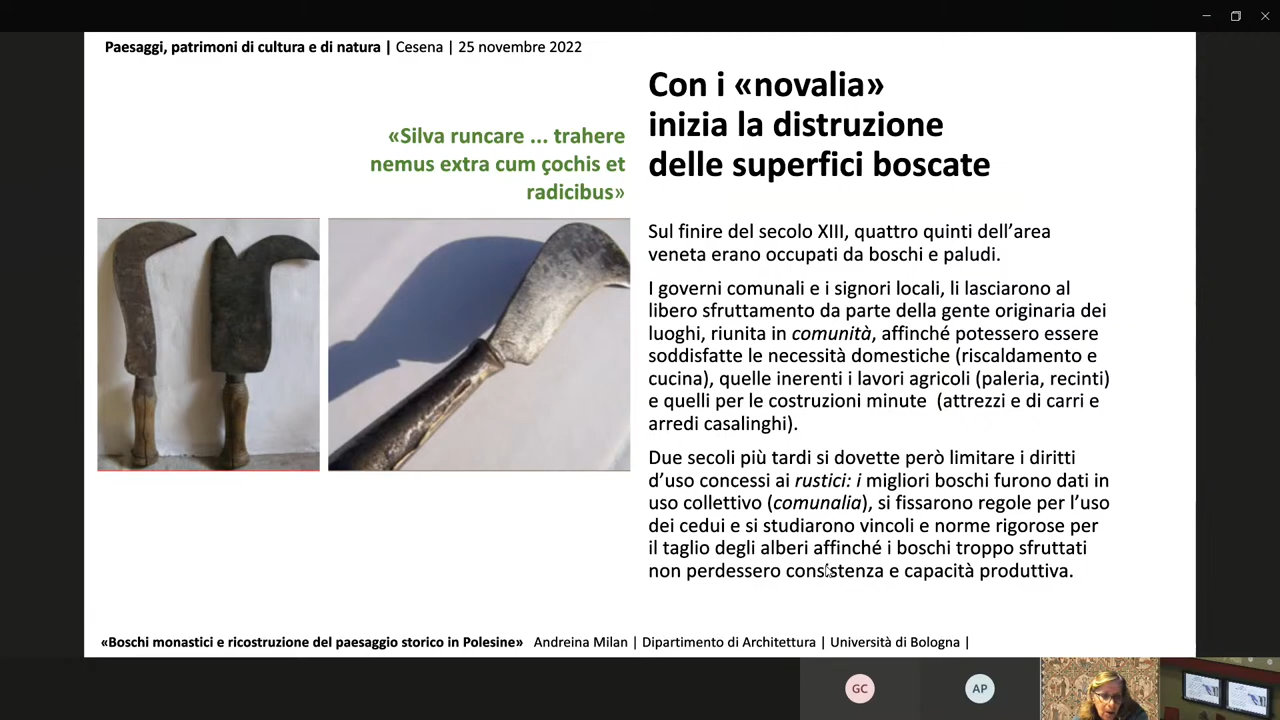 Paesaggi, patrimoni di cultura e di natura | Cesena | 25 novembre 2022
Con i «novalia»
inizia la distruzione
delle superfici boscate
«Silva runcare ... trahere
nemus extra cum çochis et
radicibus»
Sul finire del secolo XIII, quattro quinti dell’area
veneta erano occupati da boschi e paludi.
I governi comunali e i signori locali, li lasciarono al
libero sfruttamento da parte della gente originaria dei
luoghi, riunita in comunità, affinché potessero essere
soddisfatte le necessità domestiche (riscaldamento e
cucina), quelle inerenti i lavori agricoli (paleria, recinti)
e quelli per le costruzioni minute (attrezzi e di carri e
arredi casalinghi).
Due secoli più tardi si dovette però limitare i diritti
d’uso concessi ai rustici: i migliori boschi furono dati in
uso collettivo (comunalia), si fissarono regole per l’uso
dei cedui e si studiarono vincoli e norme rigorose per
il taglio degli alberi affinché i boschi troppo sfruttati
non perdessero consistenza e capacità produttiva.
«Boschi monastici e ricostruzione del paesaggio storico in Polesine» Andreina Milan | Dipartimento di Architettura | Università di Bologna |
GC
AP